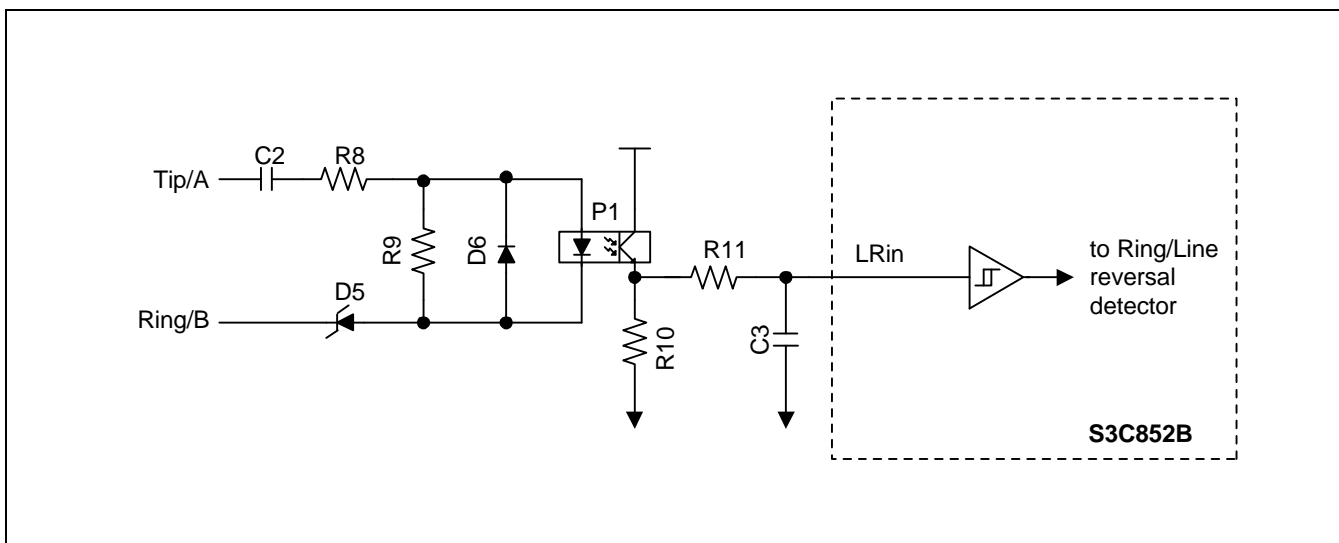 C2
R8
Tip/A
P1
R9
D6
R11
LRin
to Ring/Line
reversal
detector
D5
Ring/B
R10
C3
S3C852B